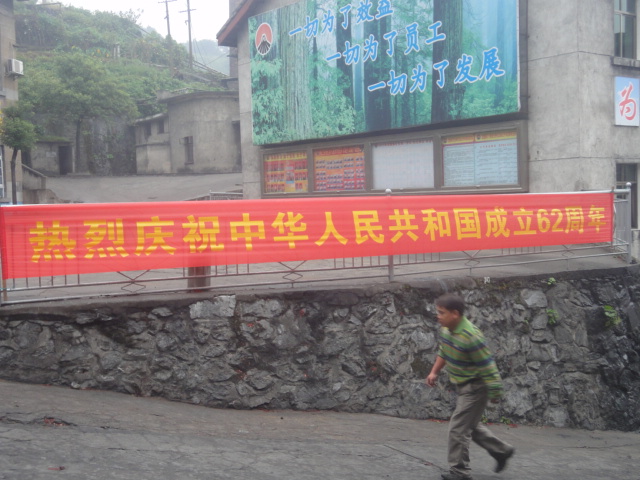 一切为了效益
一切为了员工
一切为了发展
为
热烈庆祝中华人民共和国成立62周年